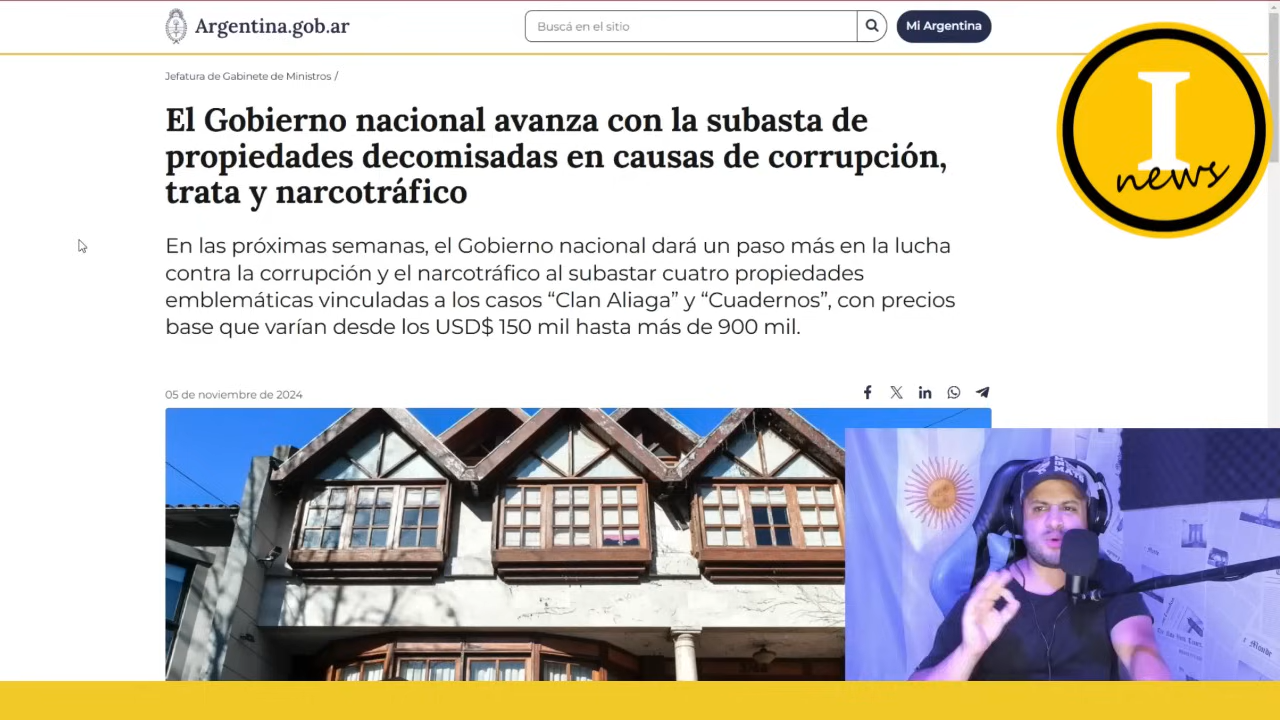 Argentina.gob.ar
Buscá en el sitio
Mi Argentina
Jefatura de Gabinete de Ministros /
El Gobierno nacional avanza con la subasta de
propiedades decomisadas en causas de corrupción,
trata y narcotráfico
En las próximas semanas, el Gobierno nacional dará un paso más en la lucha
contra la corrupción y el narcotráfico al subastar cuatro propiedades
emblemáticas vinculadas a los casos “Clan Aliaga” y “Cuadernos”, con precios
base que varían desde los USD$ 150 mil hasta más de 900 mil.
05 de noviembre de 2024
I
news